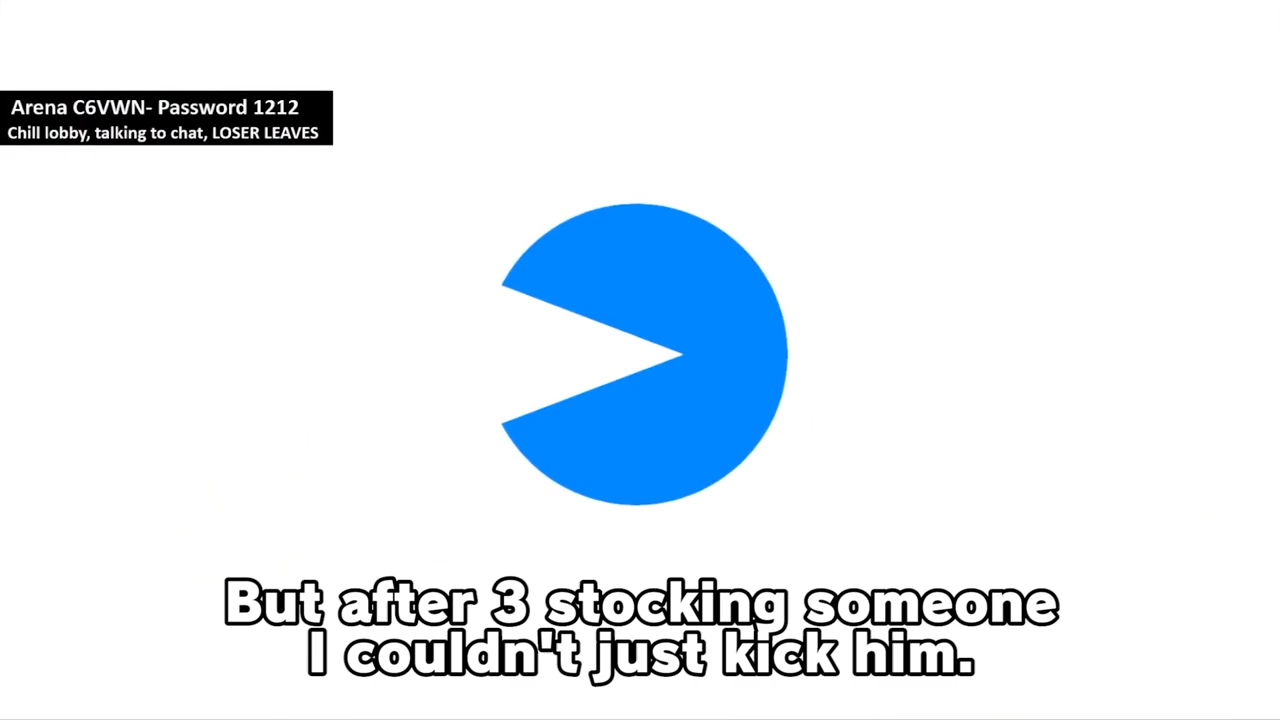 Arena C6VWN- Password 1212
Chill lobby, talking to chat, LOSER LEAVES
But after 3 stocking someone
I couldn't just kick him.